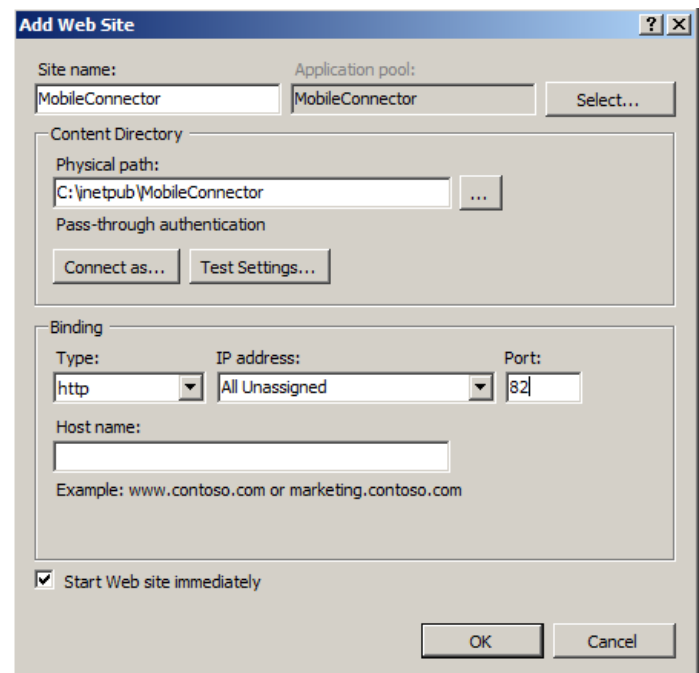 Add Web Site
Site name: Application pool:
MobileConnector MobileConnector Select...
Content Directory
Physical path:
C:\inetpub\MobileConnector ...
Pass-through authentication
Connect as... Test Settings...
Binding
Type: IP address: Port:
http All Unassigned 82
Host name:
Example: www.contoso.com or marketing.contoso.com
Start Web site immediately
OK Cancel